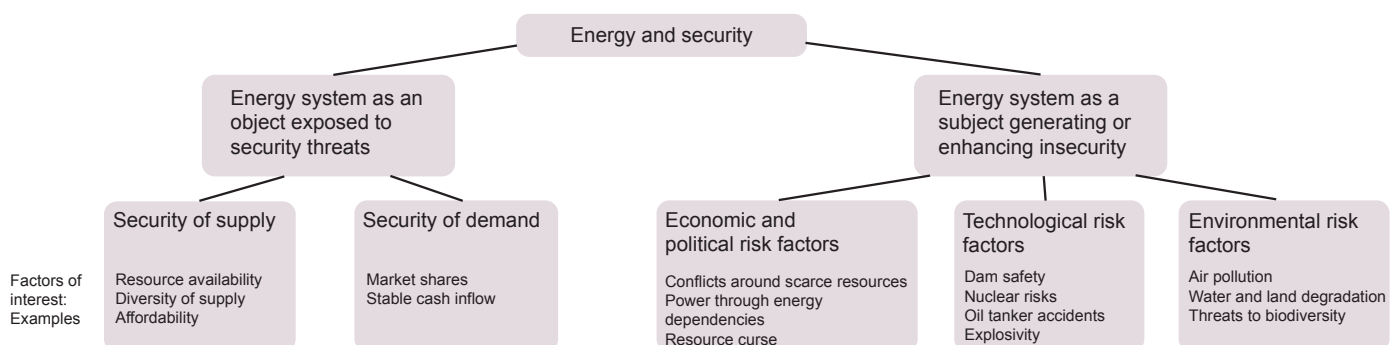 Energy and security
Energy system as an
object exposed to
security threats
Energy system as a
subject generating or
enhancing insecurity
Security of supply
Security of demand
Economic and
political risk factors
Technological risk
factors
Environmental risk
factors
Factors of
interest:
Examples
Resource availability
Diversity of supply
Affordability
Market shares
Stable cash inflow
Conflicts around scarce resources
Power through energy
dependencies
Resource curse
Dam safety
Nuclear risks
Oil tanker accidents
Explosivity
Air pollution
Water and land degradation
Threats to biodiversity